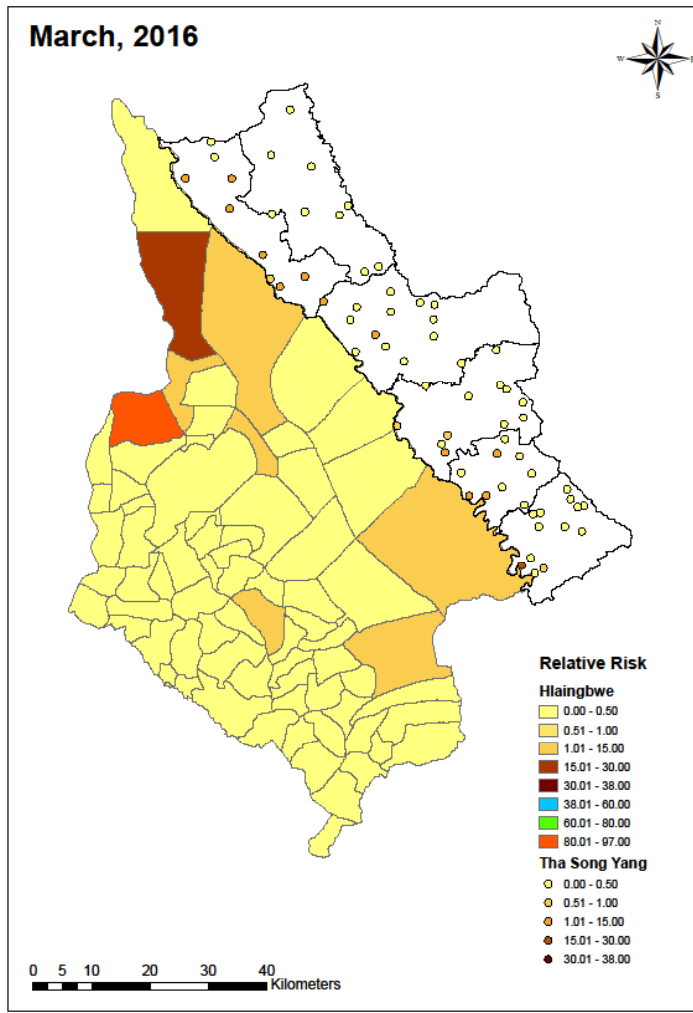 March, 2016
N
W
E
S
Relative Risk
Hlaingbwe
0.00 - 0.50
0.51 - 1.00
1.01 - 15.00
15.01 - 30.00
30.01 - 38.00
38.01 - 60.00
60.01 - 80.00
80.01 - 97.00
Tha Song Yang
0.00 - 0.50
0.51 - 1.00
1.01 - 15.00
15.01 - 30.00
30.01 - 38.00
0 5 10 20 30 40
Kilometers